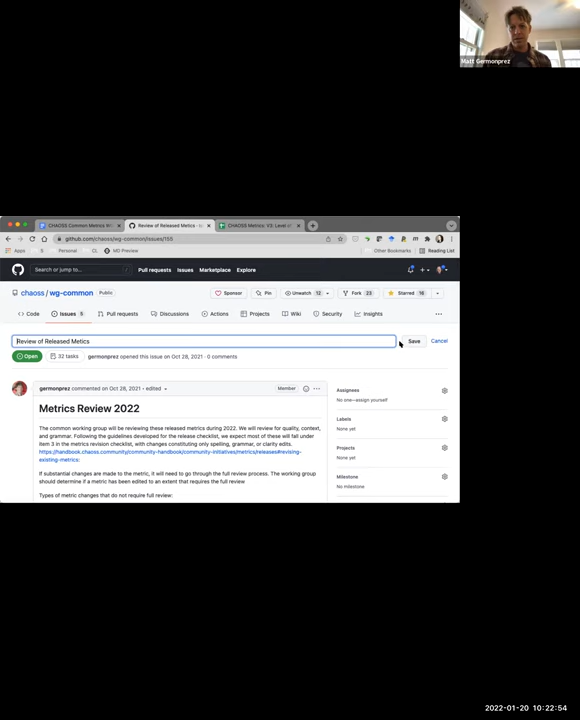 Matt Germonprez
CHAOSS Common Metrics W
Review of Released Metics
CHAOSS Metrics: V3: Level of
github.com/chaoss/wg-common/issues/155
Apps
S
Personal
CL
MD Preview
Other Bookmarks
Reading List
Search or jump to...
/
Pull requests
Issues
Marketplace
Explore
chaoss / wg-common
Public
Sponsor
Pin
Unwatch 12
Fork 23
Starred 16
Code
Issues 5
Pull requests
Discussions
Actions
Projects
Wiki
Security
Insights
Review of Released Metics
Save
Cancel
Open
32 tasks
germonprez opened this issue on Oct 28, 2021 · 0 comments
germonprez commented on Oct 28, 2021 • edited
Member
Metrics Review 2022
The common working group will be reviewing these released metrics during 2022. We will review for quality, context,
and grammar. Following the guidelines developed for the release checklist, we expect most of these will fall under
item 3 in the metrics revision checklist, with changes constituting only spelling, grammar, or clarity edits.
https://handbook.chaoss.community/community-handbook/community-initiatives/metrics/releases#revising-
existing-metrics:
If substantial changes are made to the metric, it will need to go through the full review process. The working group
should determine if a metric has been edited to an extent that requires the full review
Types of metric changes that do not require full review:
Assignees
No one—assign yourself
Labels
None yet
Projects
None yet
Milestone
No milestone
2022-01-20 10:22:54